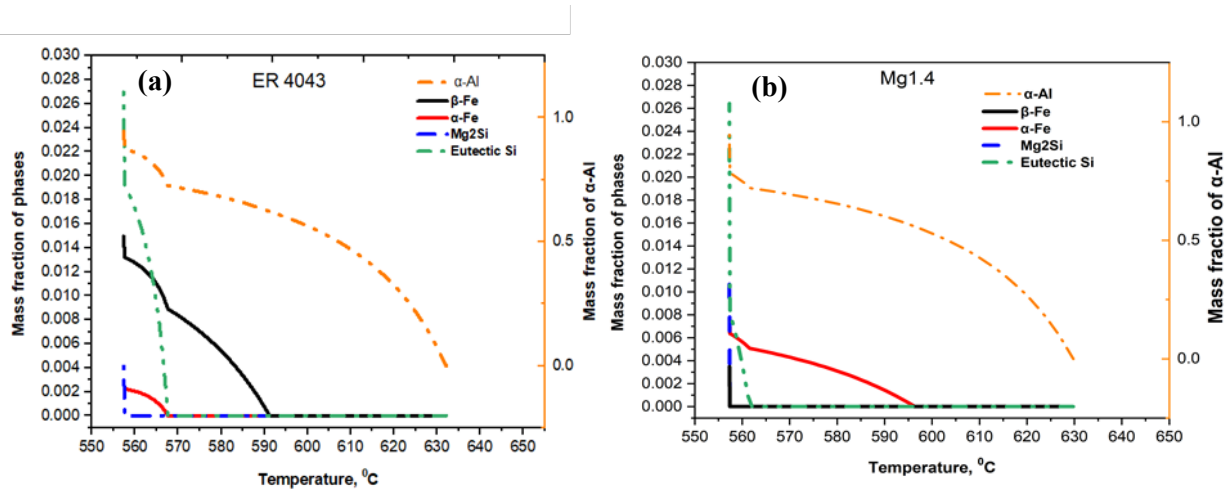 (a)
ER 4043
α-Al
β-Fe
α-Fe
Mg2Si
Eutectic Si
0.030
0.028
0.026
0.024
0.022
0.020
0.018
0.016
0.014
0.012
0.010
0.008
0.006
0.004
0.002
0.000
Mass fraction of phases
1.0
0.5
0.0
Mass fraction of α-Al
550 560 570 580 590 600 610 620 630 640 650
Temperature, ⁰C
(b)
Mg1.4
α-Al
β-Fe
α-Fe
Mg2Si
Eutectic Si
0.030
0.028
0.026
0.024
0.022
0.020
0.018
0.016
0.014
0.012
0.010
0.008
0.006
0.004
0.002
0.000
Mass fraction of phases
1.0
0.5
0.0
Mass fractio of α-Al
550 560 570 580 590 600 610 620 630 640 650
Temperature, ⁰C